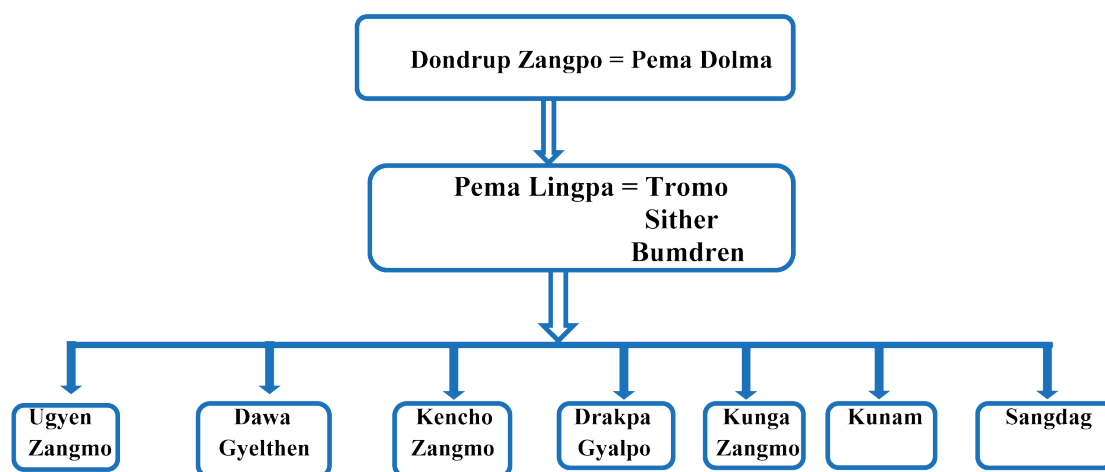 Dondrup Zangpo = Pema Dolma
Pema Lingpa = Tromo
Sither
Bumdren
Ugyen
Zangmo
Dawa
Gyelthen
Kencho
Zangmo
Drakpa
Gyalpo
Kunga
Zangmo
Kunam
Sangdag